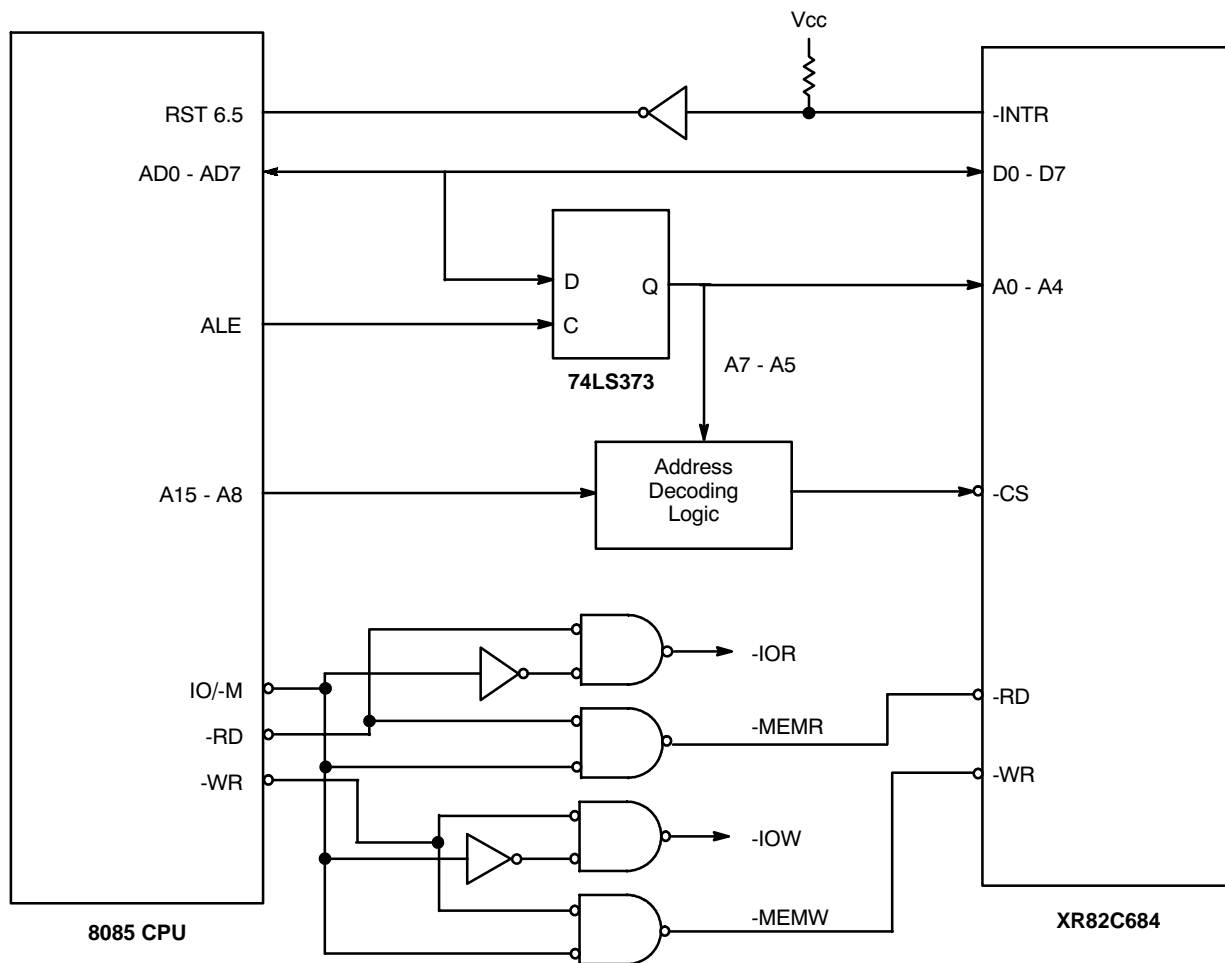 Vcc
RST 6.5
-INTR
AD0 - AD7
D0 - D7
D
Q
A0 - A4
ALE
C
74LS373
A7 - A5
A15 - A8
Address
Decoding
Logic
-CS
-IOR
IO/-M
-RD
-RD
-MEMR
-WR
-WR
-IOW
-MEMW
8085 CPU
XR82C684